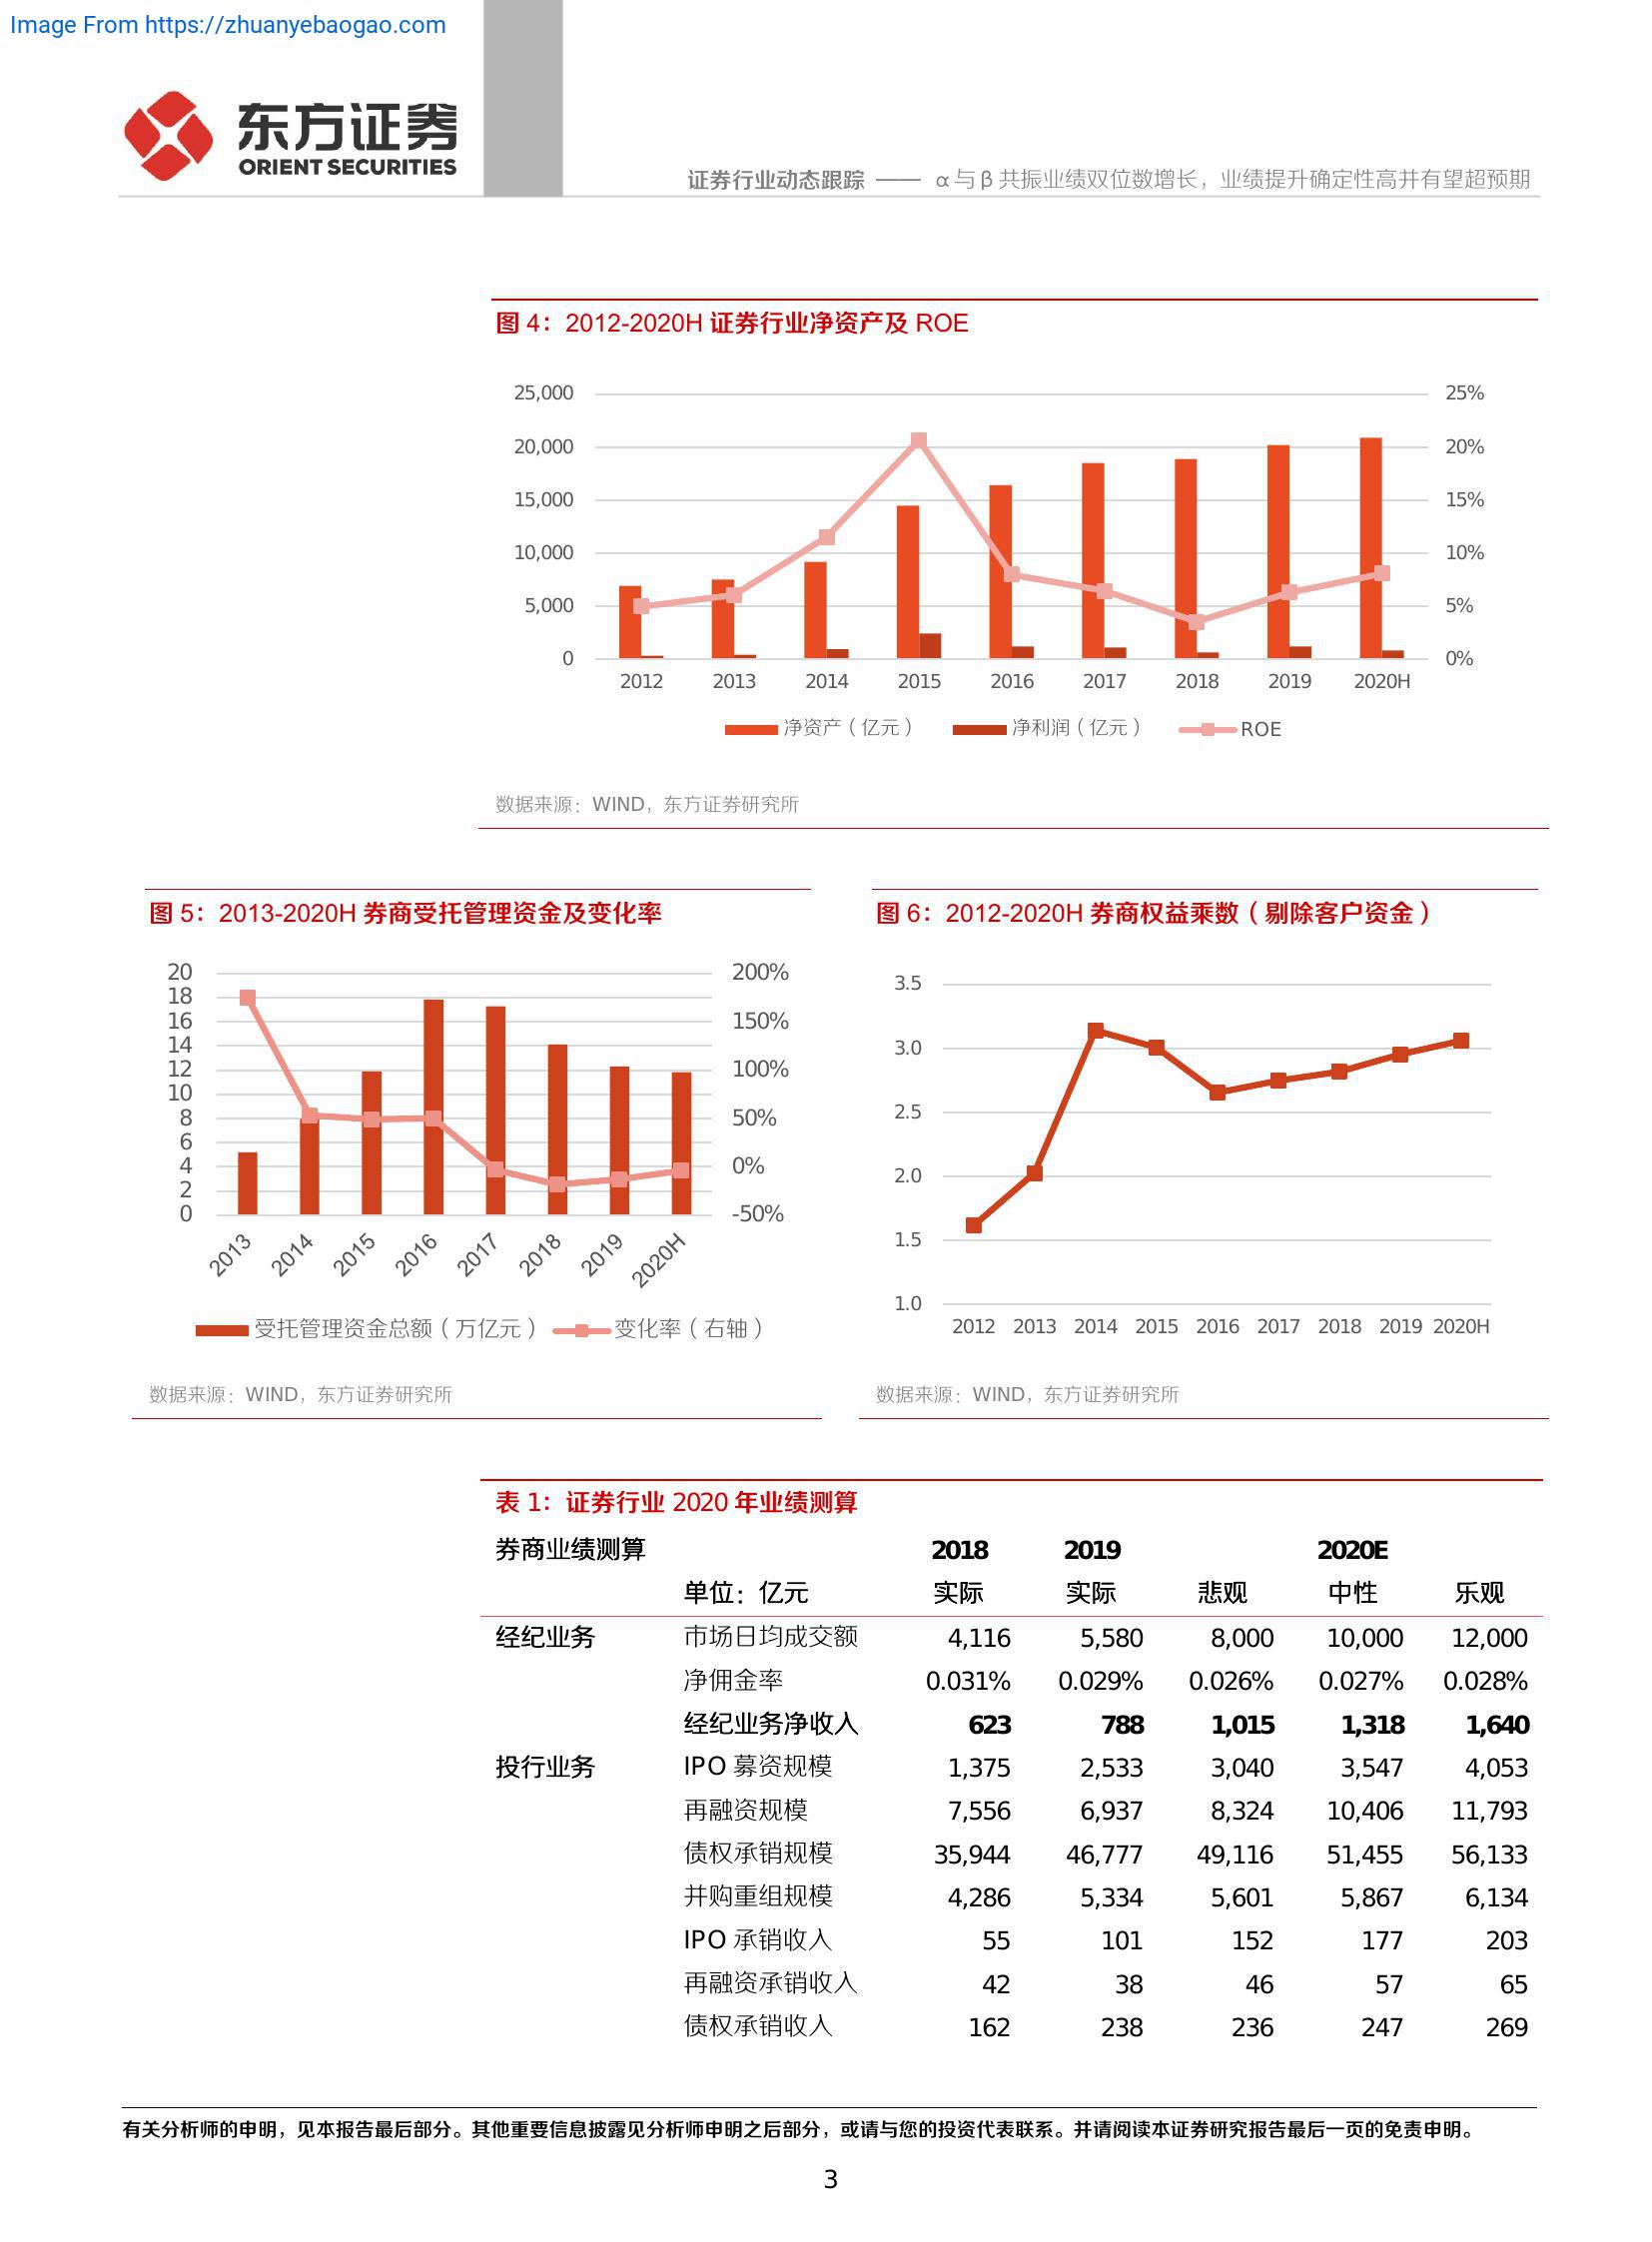 Image From https://zhuanyebaogao.com
东方证券
ORIENT SECURITIES
证券行业动态跟踪 —— α与β共振业绩双位数增长，业绩提升确定性高并有望超预期
图 4：2012-2020H 证券行业净资产及 ROE
25,000 25%
20,000 20%
15,000 15%
10,000 10%
5,000 5%
0 0%
2012 2013 2014 2015 2016 2017 2018 2019 2020H
净资产（亿元） 净利润（亿元） ROE
数据来源：WIND，东方证券研究所
图 5：2013-2020H 券商受托管理资金及变化率
20 200%
18
16 150%
14
12 100%
10
8 50%
6
4 0%
2
0 -50%
2013 2014 2015 2016 2017 2018 2019 2020H
受托管理资金总额（万亿元） 变化率（右轴）
数据来源：WIND，东方证券研究所
图 6：2012-2020H 券商权益乘数（剔除客户资金）
3.5
3.0
2.5
2.0
1.5
1.0
2012 2013 2014 2015 2016 2017 2018 2019 2020H
数据来源：WIND，东方证券研究所
表 1：证券行业 2020 年业绩测算
券商业绩测算 2018 2019 2020E
单位：亿元 实际 实际 悲观 中性 乐观
经纪业务 市场日均成交额 4,116 5,580 8,000 10,000 12,000
净佣金率 0.031% 0.029% 0.026% 0.027% 0.028%
经纪业务净收入 623 788 1,015 1,318 1,640
投行业务 IPO 募资规模 1,375 2,533 3,040 3,547 4,053
再融资规模 7,556 6,937 8,324 10,406 11,793
债权承销规模 35,944 46,777 49,116 51,455 56,133
并购重组规模 4,286 5,334 5,601 5,867 6,134
IPO 承销收入 55 101 152 177 203
再融资承销收入 42 38 46 57 65
债权承销收入 162 238 236 247 269
有关分析师的申明，见本报告最后部分。其他重要信息披露见分析师申明之后部分，或请与您的投资代表联系。并请阅读本证券研究报告最后一页的免责申明。
3